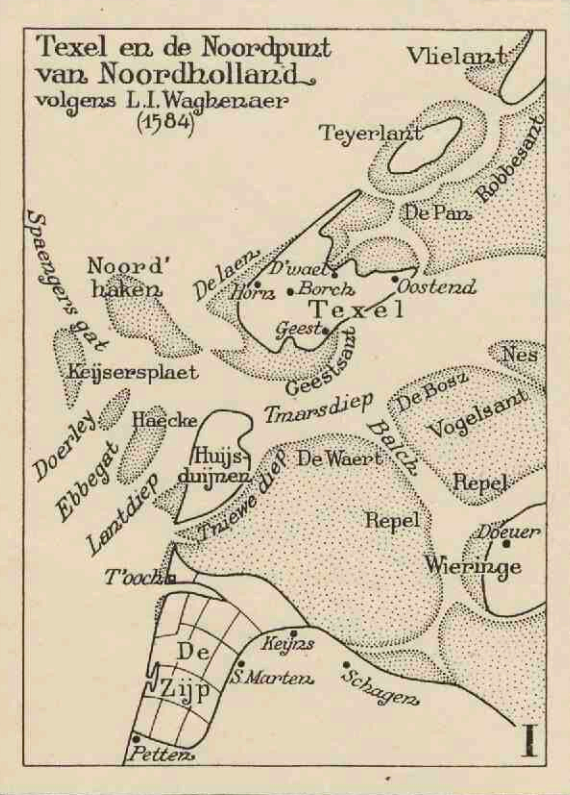 Texel en de Noordpunt
van Noordholland
volgens L.I.Waghenaer
(1584)
Vlielant
Teyerlant
Robbesant
De Pan
Spaengers gat
Noord'
haken
De laen
D'wael
Horn
Borch
Oostend
Texel
Geest
Geestsant
Nes
Keijsersplaet
De Bosz
Tmarsdiep
Vogelsant
Doerley
Haecke
Balch
Ebbegat
Huijs-
duijnen
De Waert
Lantdiep
Tniewe diep
Repel
Repel
Doeuer
Wieringe
T'ooch
Keijns
De
Zijp
S. Marten
Schagen
Petten
I